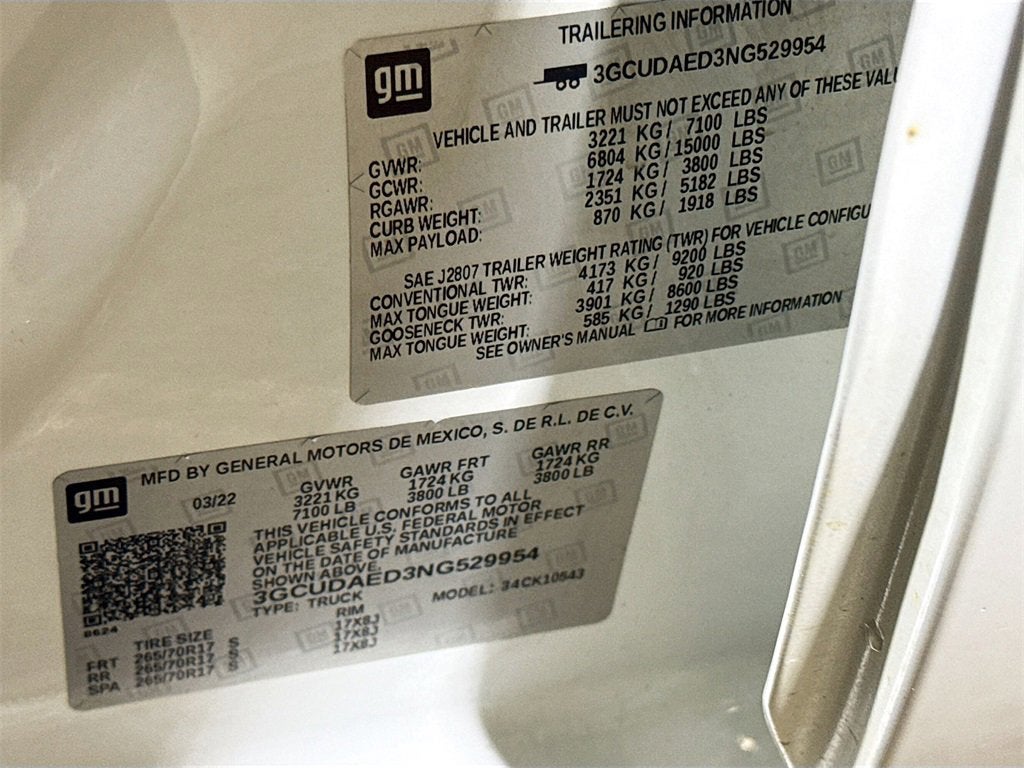 TRAILERING INFORMATION
gm
3GCUDAED3NG529954
VEHICLE AND TRAILER MUST NOT EXCEED ANY OF THESE VALU
GVWR: 3221 KG/ 7100 LBS
GCWR: 6804 KG/15000 LBS
RGAWR: 1724 KG/ 3800 LBS
CURB WEIGHT: 2351 KG/ 5182 LBS
MAX PAYLOAD: 870 KG/ 1918 LBS
SAE J2807 TRAILER WEIGHT RATING (TWR) FOR VEHICLE CONFIGU
CONVENTIONAL TWR: 4173 KG/ 9200 LBS
MAX TONGUE WEIGHT: 417 KG/ 920 LBS
GOOSENECK TWR: 3901 KG/ 8600 LBS
MAX TONGUE WEIGHT: 585 KG/ 1290 LBS
SEE OWNER'S MANUAL FOR MORE INFORMATION
MFD BY GENERAL MOTORS DE MEXICO, S. DE R.L. DE C.V.
gm
03/22 GVWR GAWR FRT GAWR RR
3221 KG 1724 KG 1724 KG
7100 LB 3800 LB 3800 LB
THIS VEHICLE CONFORMS TO ALL
APPLICABLE U.S. FEDERAL MOTOR
VEHICLE SAFETY STANDARDS IN EFFECT
ON THE DATE OF MANUFACTURE
SHOWN ABOVE.
3GCUDAED3NG529954
TYPE: TRUCK MODEL: 34CK10543
8624
TIRE SIZE RIM
FRT 265/70R17 S 17X8J
RR 265/70R17 S 17X8J
SPA 265/70R17 S 17X8J